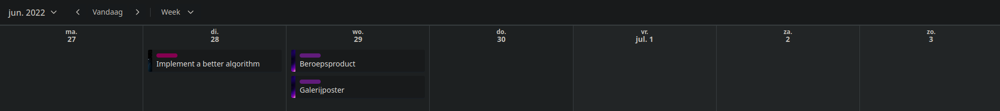 jun. 2022 Vandaag Week
ma. di. wo. do. vr. za. zo.
27 28 29 30 jul. 1 2 3
Implement a better algorithm Beroepsproduct
Galerijposter